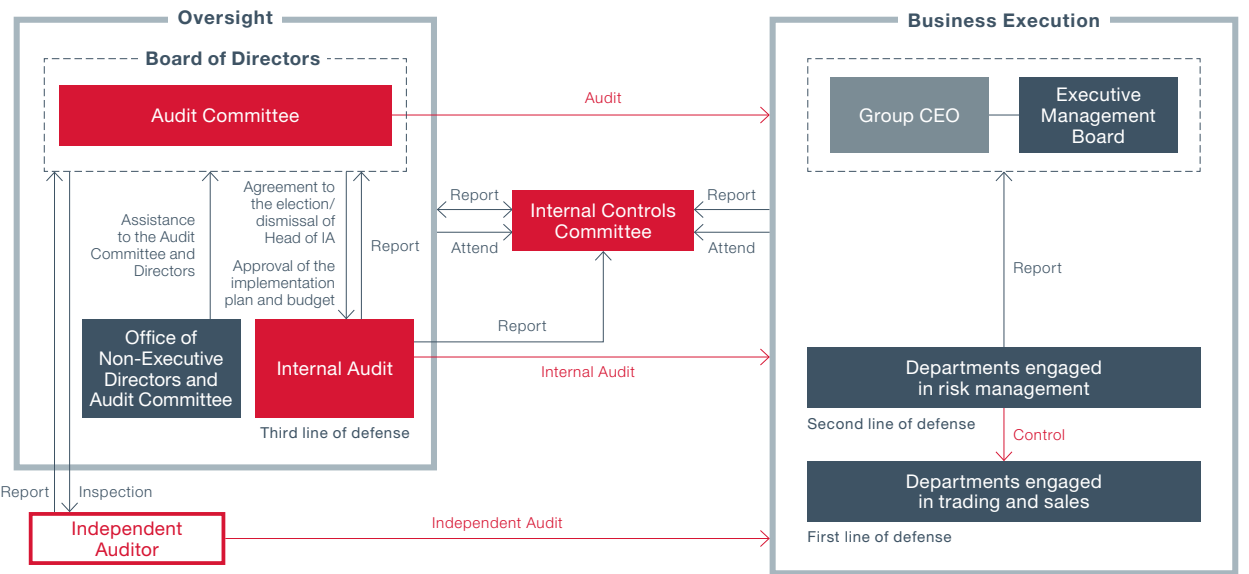 Oversight
Board of Directors
Audit Committee
Audit
Assistance
to the Audit
Committee and
Directors
Agreement to
the election/
dismissal of
Head of IA
Approval of the
implementation
plan and budget
Report
Report
Attend
Internal Controls
Committee
Report
Attend
Office of
Non-Executive
Directors and
Audit Committee
Internal Audit
Third line of defense
Report
Internal Audit
Report
Inspection
Independent
Auditor
Independent Audit
Business Execution
Group CEO
Executive
Management
Board
Report
Departments engaged
in risk management
Second line of defense
Control
Departments engaged
in trading and sales
First line of defense